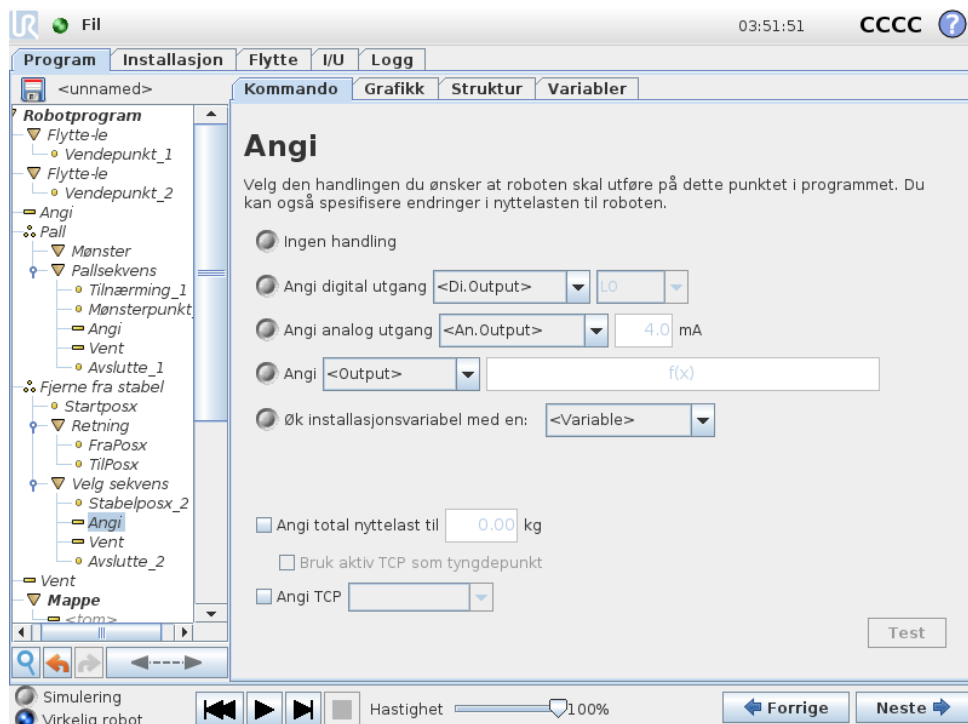 UR Fil 03:51:51 CCCC ?
Program Installasjon Flytte I/U Logg
<unnamed>
Kommando Grafikk Struktur Variabler
Robotprogram
Flytte-le
Vendepunkt_1
Flytte-le
Vendepunkt_2
Angi
Pall
Mønster
Pallsekvens
Tilnærming_1
Mønsterpunkt
Angi
Vent
Avslutte_1
Fjerne fra stabel
Startposx
Retning
FraPosx
TilPosx
Velg sekvens
Stabelposx_2
Angi
Vent
Avslutte_2
Vent
Mappe
<tom>
Angi
Velg den handlingen du ønsker at roboten skal utføre på dette punktet i programmet. Du
kan også spesifisere endringer i nyttelasten til roboten.
Ingen handling
Angi digital utgang <Di.Output> LO
Angi analog utgang <An.Output> 4.0 mA
Angi <Output> f(x)
Øk installasjonsvariabel med en: <Variable>
Angi total nyttelast til 0.00 kg
Bruk aktiv TCP som tyngdepunkt
Angi TCP
Test
Simulering
Virkelig robot
Hastighet 100%
Forrige Neste